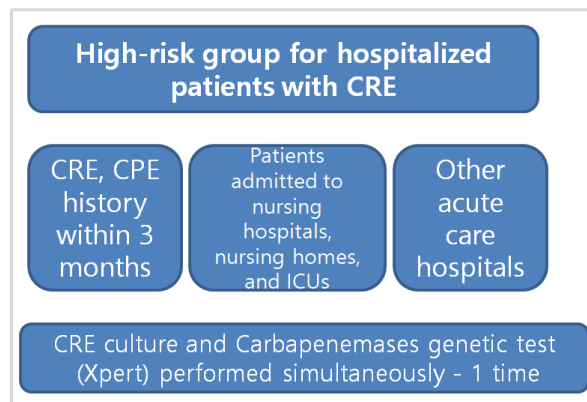 High-risk group for hospitalized
patients with CRE
CRE, CPE
history
within 3
months
Patients
admitted to
nursing
hospitals,
nursing homes,
and ICUs
Other
acute
care
hospitals
CRE culture and Carbapenemases genetic test
(Xpert) performed simultaneously - 1 time